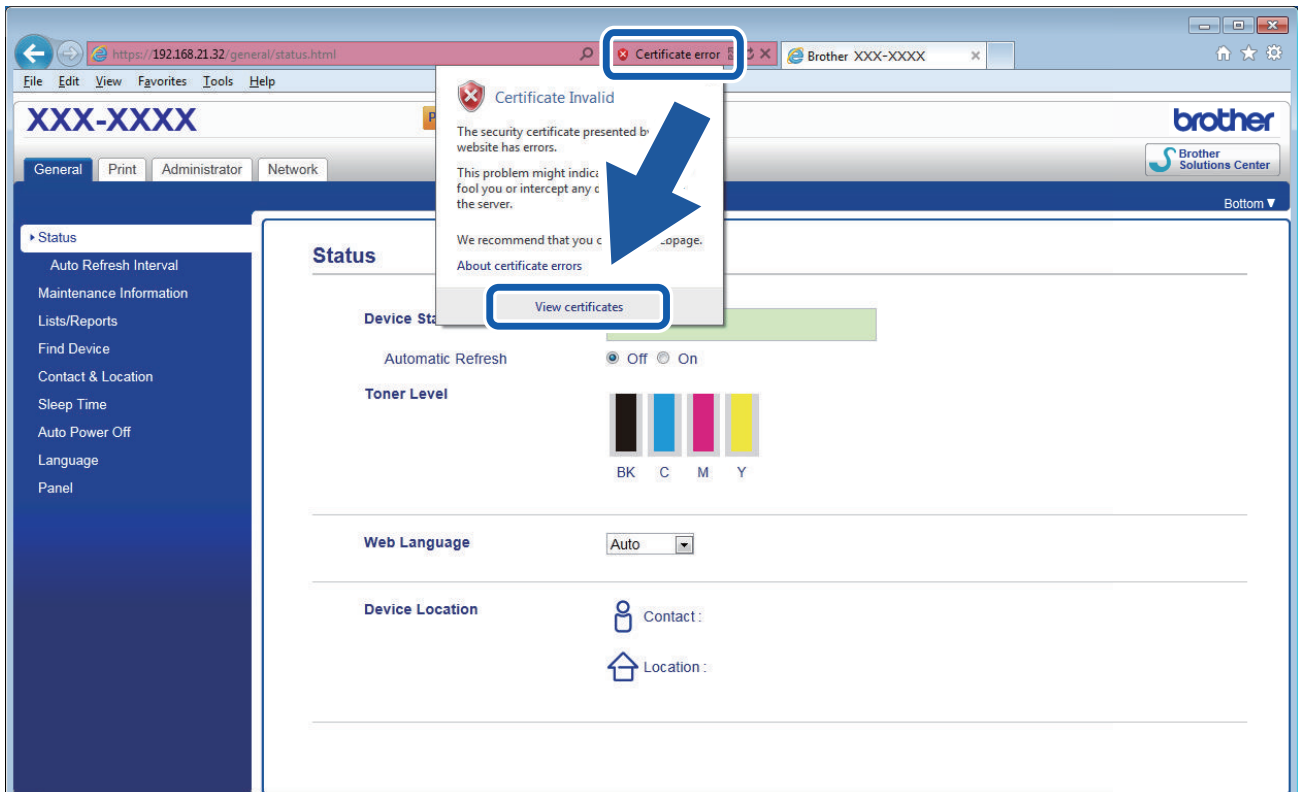 https://192.168.21.32/general/status.html
Certificate error
Brother XXX-XXXX
File Edit View Favorites Tools Help
Certificate Invalid
The security certificate presented by
website has errors.
This problem might indica
fool you or intercept any
the server.
We recommend that you
About certificate errors
View certificates
XXX-XXXX
P
brother
General Print Administrator Network
Brother
Solutions Center
Bottom▼
Status
Auto Refresh Interval
Maintenance Information
Lists/Reports
Find Device
Contact & Location
Sleep Time
Auto Power Off
Language
Panel
Status
Device Sta
Automatic Refresh Off On
Toner Level
BK C M Y
Web Language Auto
Device Location Contact :
Location :